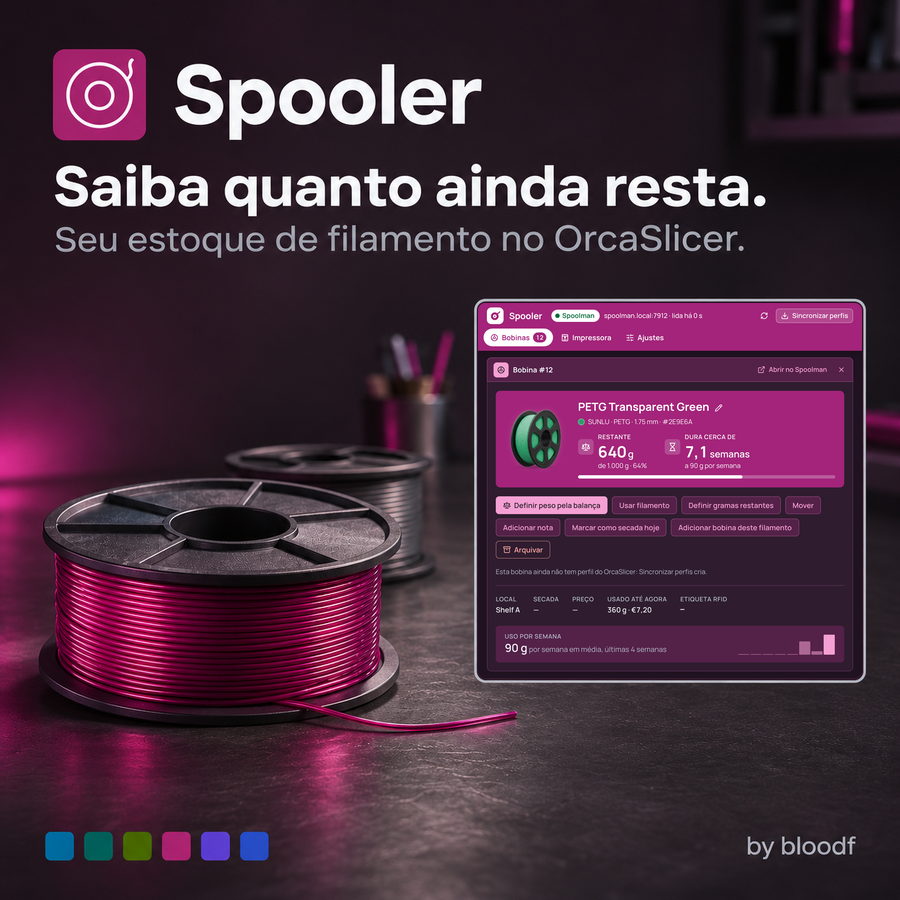 Spooler
Saiba quanto ainda resta.
Seu estoque de filamento no OrcaSlicer.
Spooler Spoolman spoolman.local:7912 · lida há 0 s Sincronizar perfis
Bobinas 12 Impressora Ajustes
Bobina #12 Abrir no Spoolman ×
PETG Transparent Green
SUNLU · PETG · 1.75 mm · #2E9E6A
RESTANTE DURA CERCA DE
640 g 7,1 semanas
de 1.000 g · 64% a 90 g por semana
Definir peso pela balança Usar filamento Definir gramas restantes Mover
Adicionar nota Marcar como secada hoje Adicionar bobina deste filamento
Arquivar
Esta bobina ainda não tem perfil do OrcaSlicer: Sincronizar perfis cria.
LOCAL SECADA PREÇO USADO ATÉ AGORA ETIQUETA RFID
Shelf A – – 360 g · €7,20 –
USO POR SEMANA
90 g por semana em média, últimas 4 semanas
by bloodf